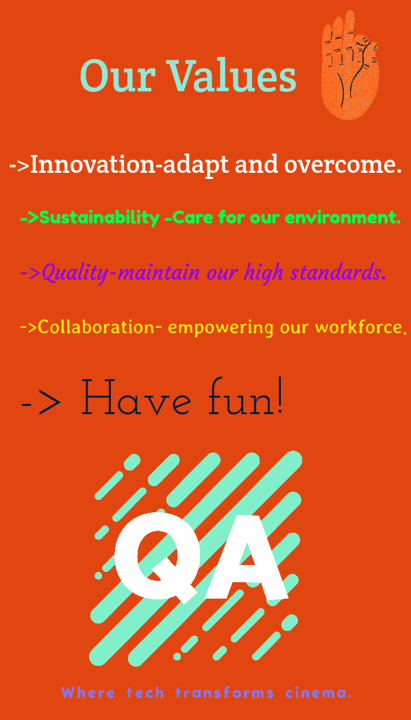 Our Values
->Innovation-adapt and overcome.
->Sustainability -Care for our environment.
->Quality-maintain our high standards.
->Collaboration- empowering our workforce.
-> Have fun!
QA
Where tech transforms cinema.